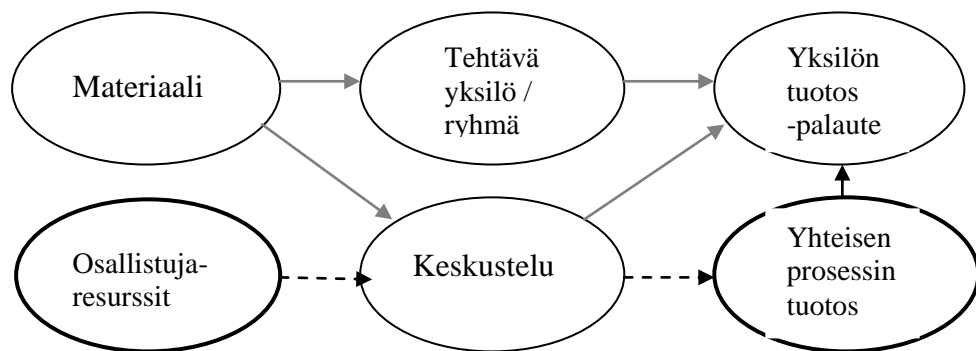 Materiaali
Tehtävä
yksilö /
ryhmä
Yksilön
tuotos
-palaute
Osallistuja-
resurssit
Keskustelu
Yhteisen
prosessin
tuotos